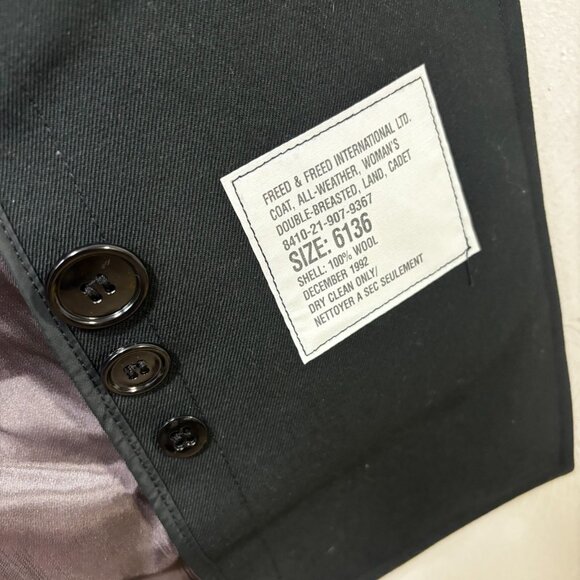 FREED & FREED INTERNATIONAL LTD.
COAT, ALL-WEATHER, WOMAN'S
DOUBLE-BREASTED, LAND, CADET
8410-21-907-9367
SIZE: 6136
SHELL: 100% WOOL
DECEMBER 1992
DRY CLEAN ONLY/
NETTOYER A SEC SEULEMENT